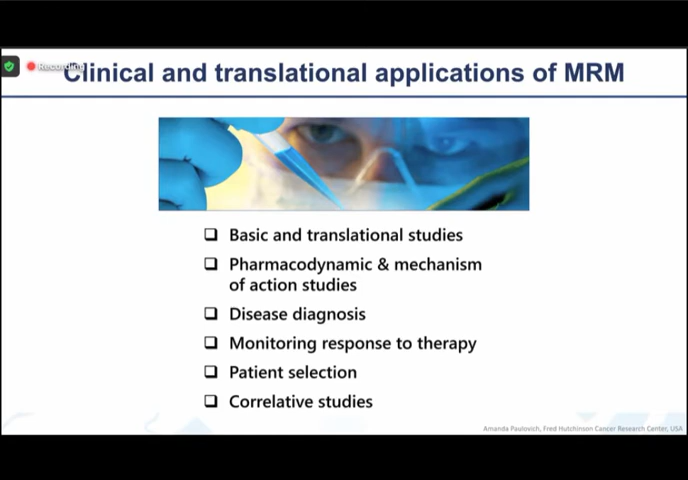 Recording
Clinical and translational applications of MRM
❑ Basic and translational studies
❑ Pharmacodynamic & mechanism
of action studies
❑ Disease diagnosis
❑ Monitoring response to therapy
❑ Patient selection
❑ Correlative studies
Amanda Paulovich, Fred Hutchinson Cancer Research Center, USA